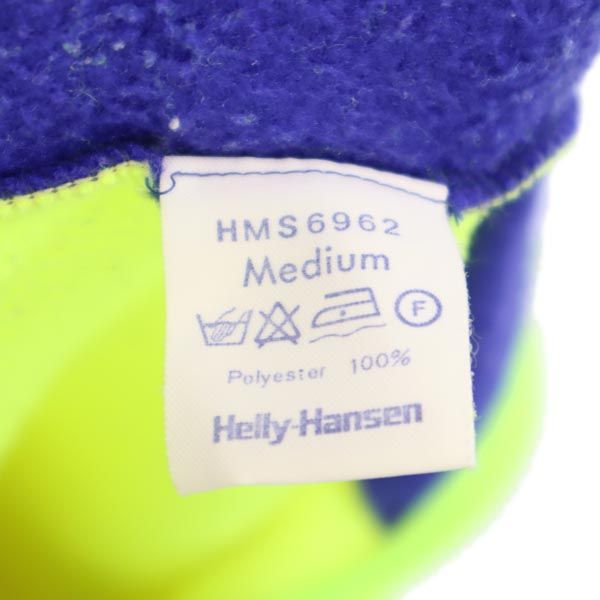 HMS6962
Medium
F
Polyester 100%
Helly-Hansen